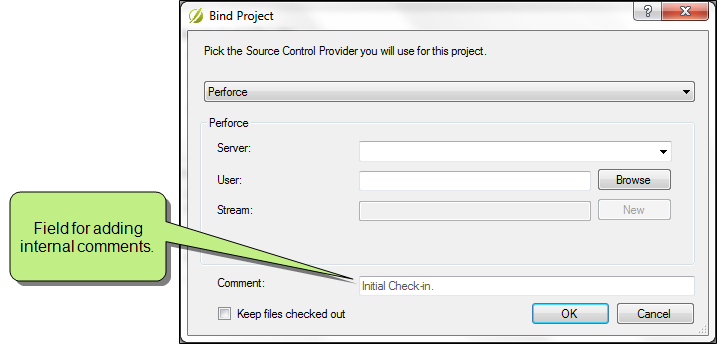 Bind Project
?
Pick the Source Control Provider you will use for this project.
Perforce
Perforce
Server:
User:
Browse
Stream:
New
Field for adding
internal comments.
Comment:
Initial Check-in.
Keep files checked out
OK
Cancel